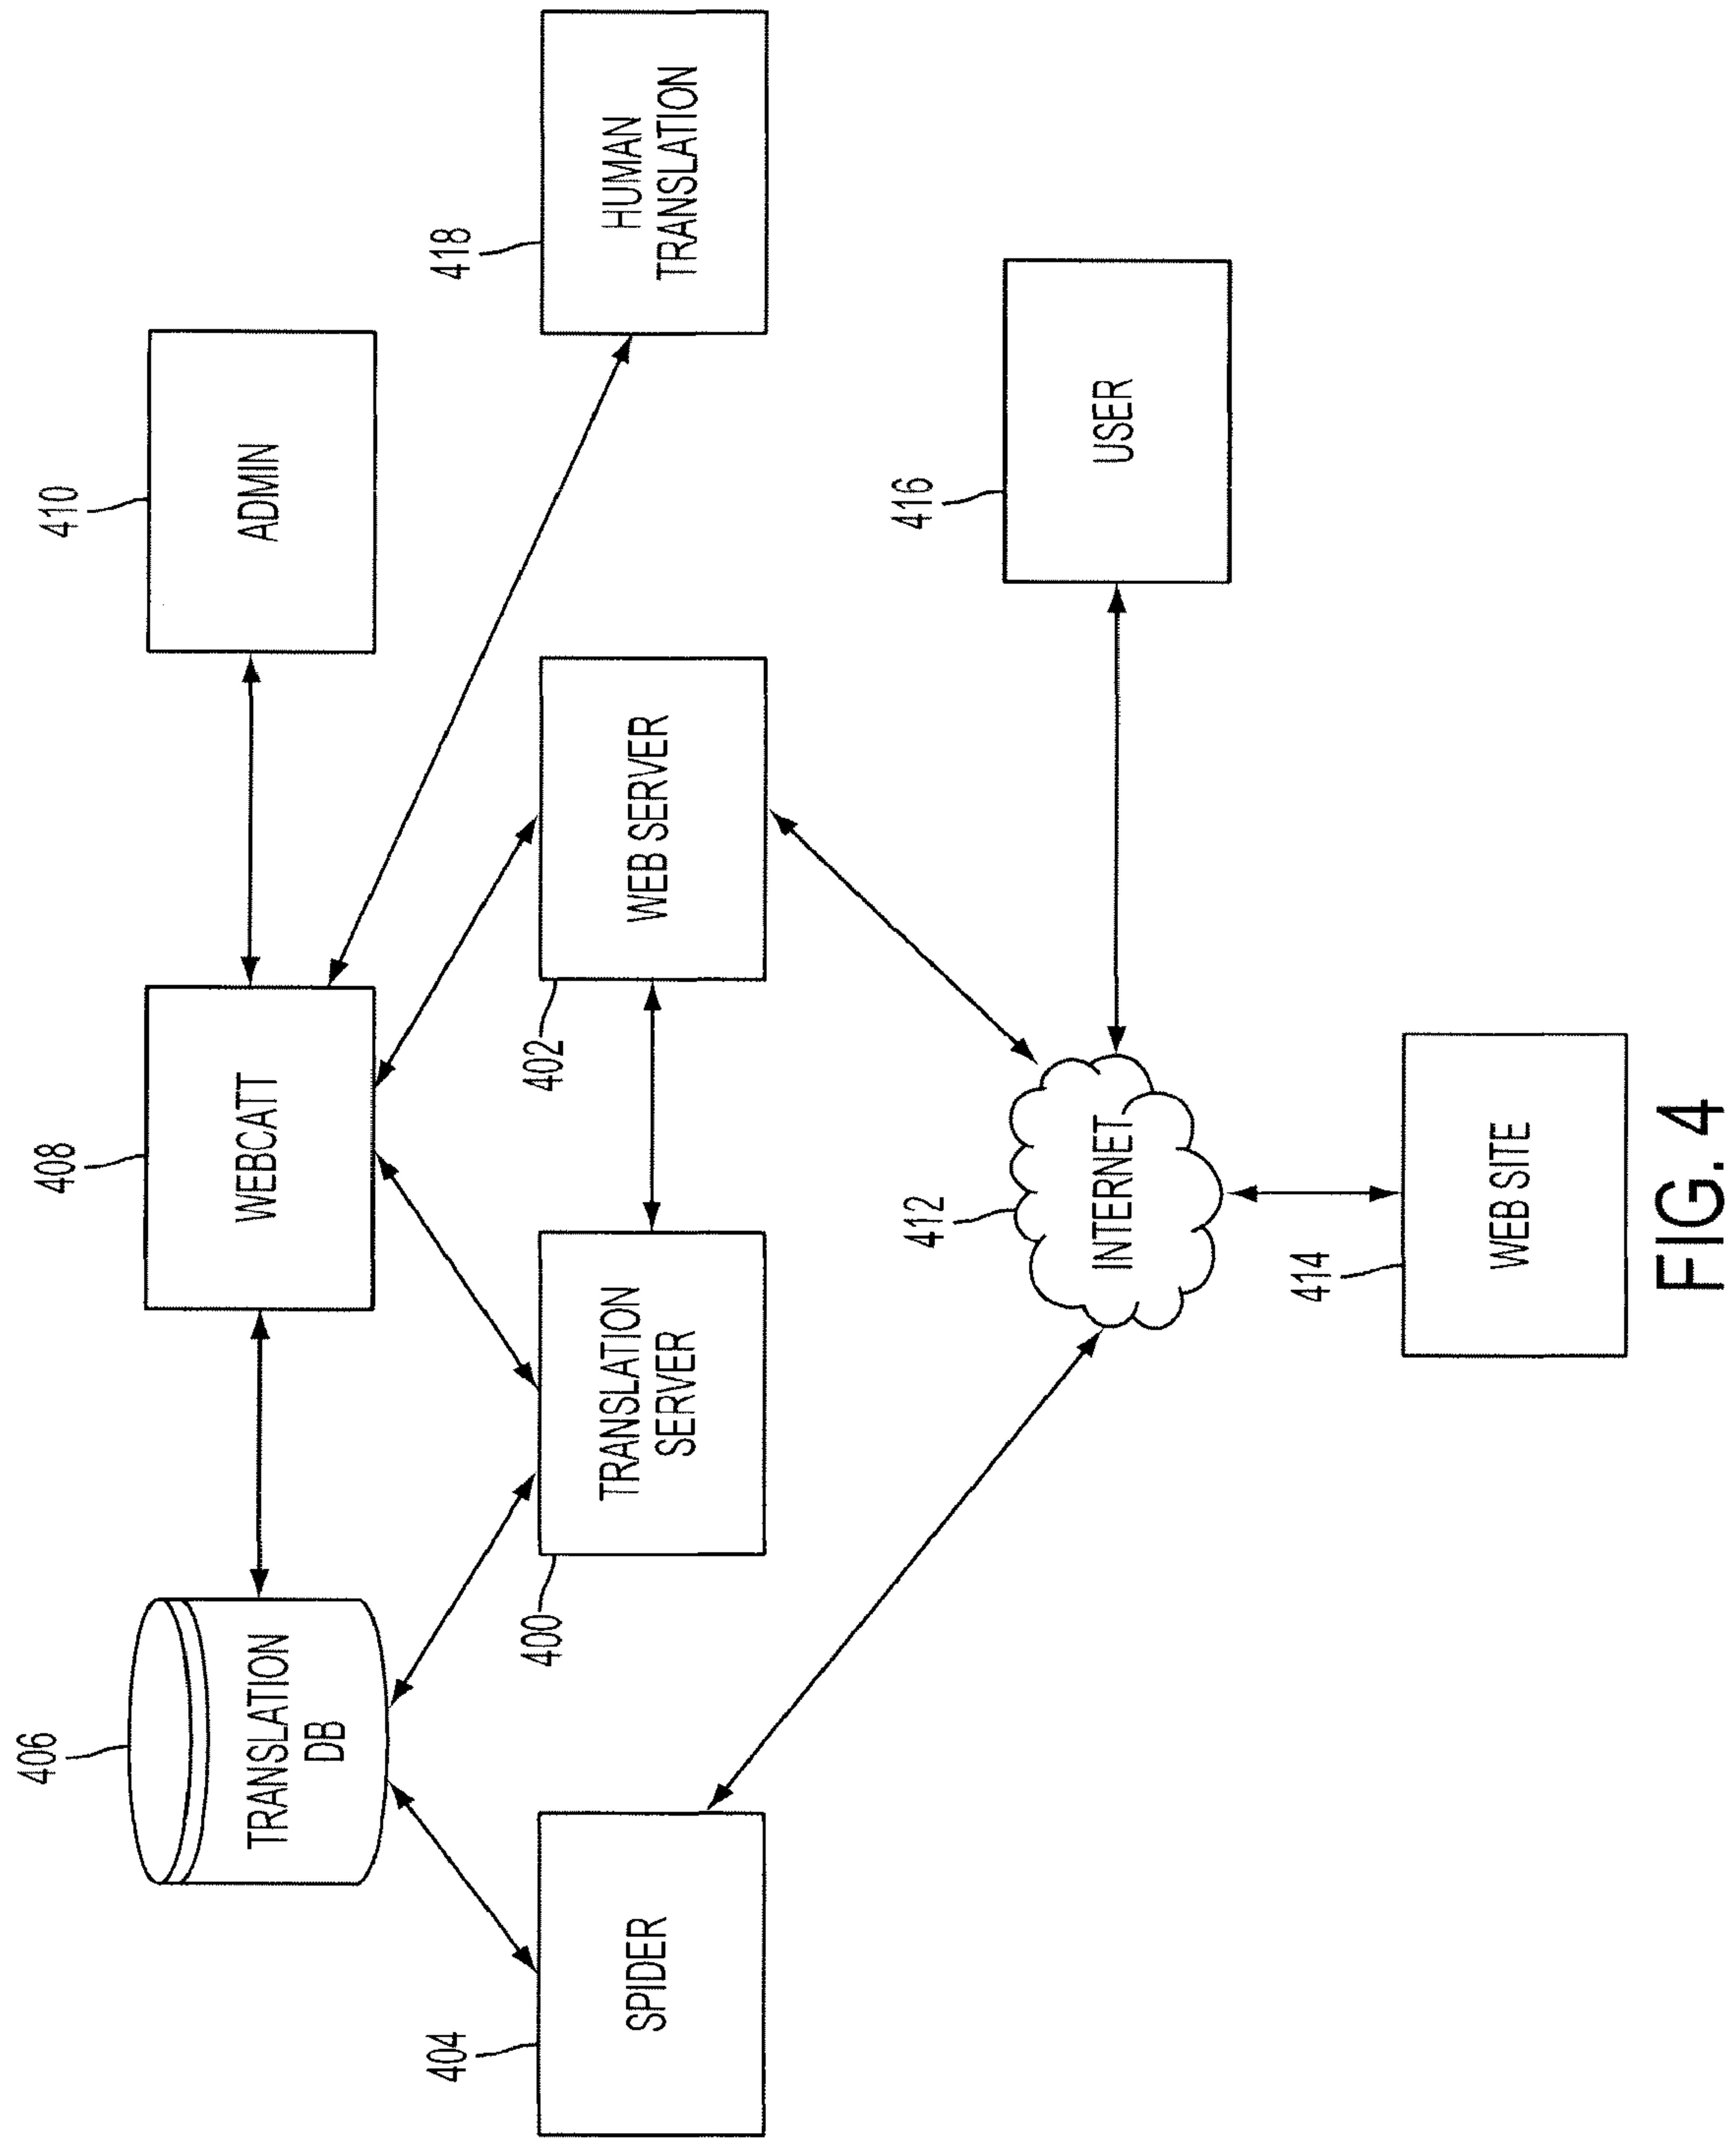 406
TRANSLATION
DB
408
WEBCATT
410
ADMIN
404
SPIDER
400
TRANSLATION
SERVER
402
WEB SERVER
418
HUMAN
TRANSLATION
412
INTERNET
416
USER
414
WEB SITE
FIG. 4